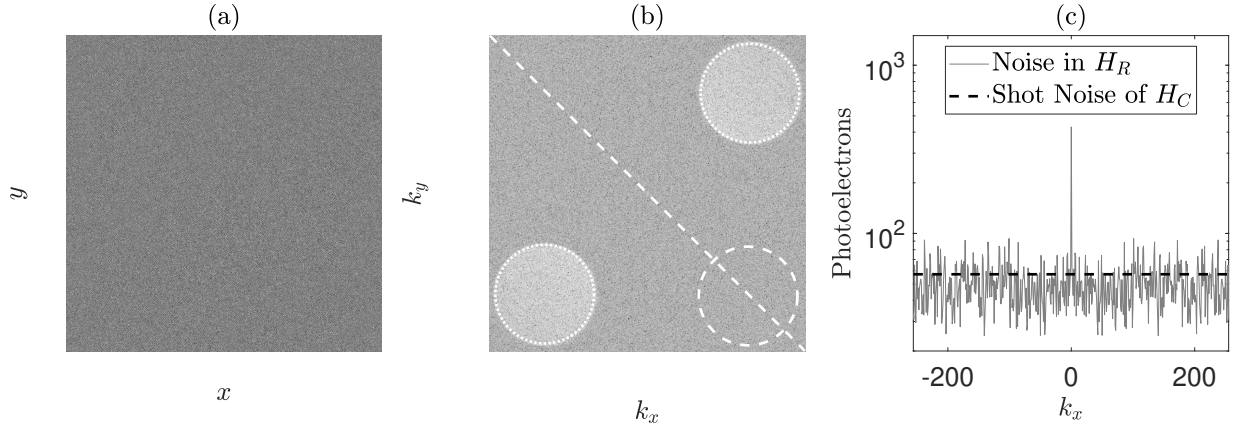 (a)
(b)
(c)
y
x
k_y
k_x
Noise in H_R
Shot Noise of H_C
Photoelectrons
10^3
10^2
-200
0
200
k_x